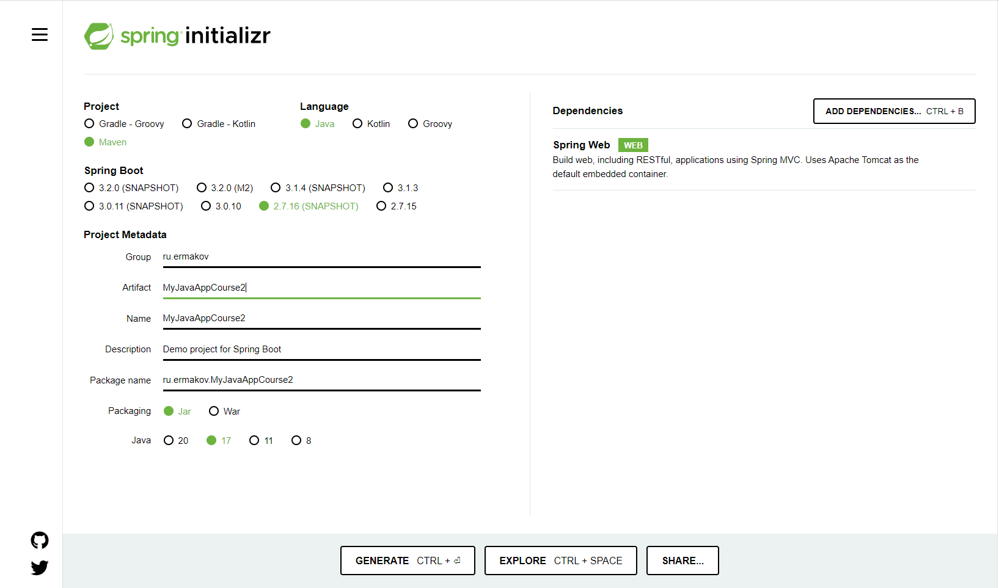 spring initializr
Project
Gradle - Groovy Gradle - Kotlin
Maven
Language
Java Kotlin Groovy
Spring Boot
3.2.0 (SNAPSHOT) 3.2.0 (M2) 3.1.4 (SNAPSHOT) 3.1.3
3.0.11 (SNAPSHOT) 3.0.10 2.7.16 (SNAPSHOT) 2.7.15
Project Metadata
Group ru.ermakov
Artifact MyJavaAppCourse2
Name MyJavaAppCourse2
Description Demo project for Spring Boot
Package name ru.ermakov.MyJavaAppCourse2
Packaging Jar War
Java 20 17 11 8
Dependencies
ADD DEPENDENCIES... CTRL + B
Spring Web WEB
Build web, including RESTful, applications using Spring MVC. Uses Apache Tomcat as the
default embedded container.
GENERATE CTRL + ⏎
EXPLORE CTRL + SPACE
SHARE...